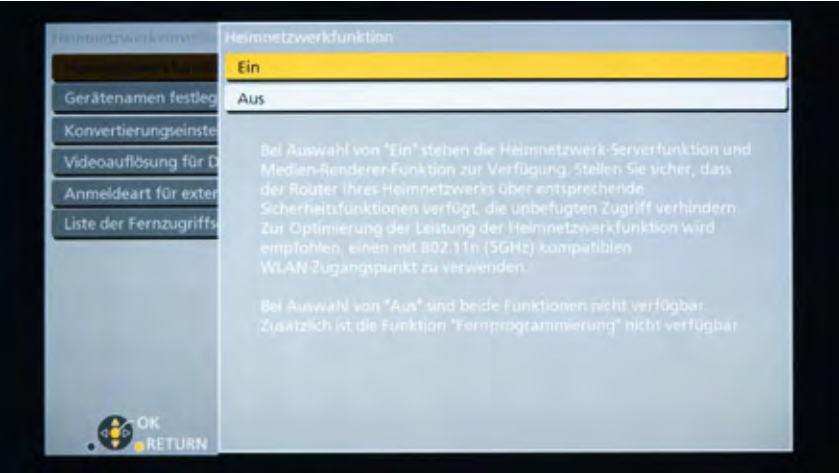 Heimnetzwerkfunktion
Ein
Aus
Gerätenamen festleg
Konvertierungseinste
Videoauflösung für D
Anmeldeart für exter
Liste der Fernzugriffs
Bei Auswahl von "Ein" stehen die Heimnetzwerk-Serverfunktion und
Medien-Renderer-Funktion zur Verfügung. Stellen Sie sicher, dass
der Router Ihres Heimnetzwerks über entsprechende
Sicherheitsfunktionen verfügt, die unbefugten Zugriff verhindern.
Zur Optimierung der Leistung der Heimnetzwerkfunktion wird
empfohlen, einen mit 802.11n (5GHz) kompatiblen
WLAN-Zugangspunkt zu verwenden.
Bei Auswahl von "Aus" sind beide Funktionen nicht verfügbar.
Zusätzlich ist die Funktion "Fernprogrammierung" nicht verfügbar.
OK
RETURN